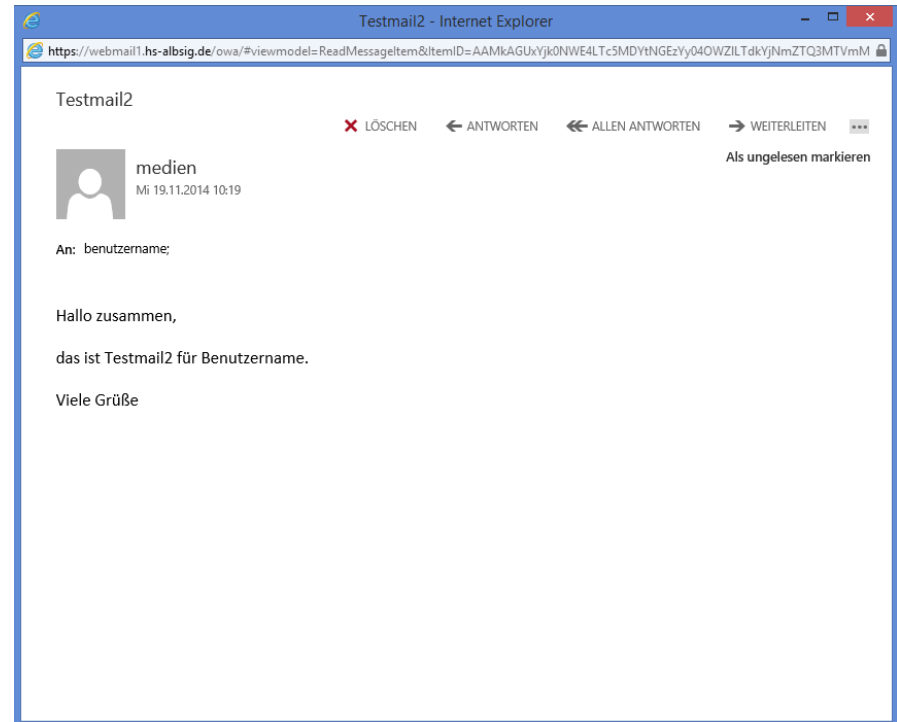 Testmail2 - Internet Explorer
https://webmail1.hs-albsig.de/owa/#viewmodel=ReadMessageItem&ItemID=AAMkAGUxYjk0NWE4LTc5MDYtNGEzYy04OWZILTdkYjNmZTQ3MTVmM
Testmail2
LÖSCHEN ANTWORTEN ALLEN ANTWORTEN WEITERLEITEN ...
Als ungelesen markieren
medien
Mi 19.11.2014 10:19
An: benutzername;
Hallo zusammen,
das ist Testmail2 für Benutzername.
Viele Grüße